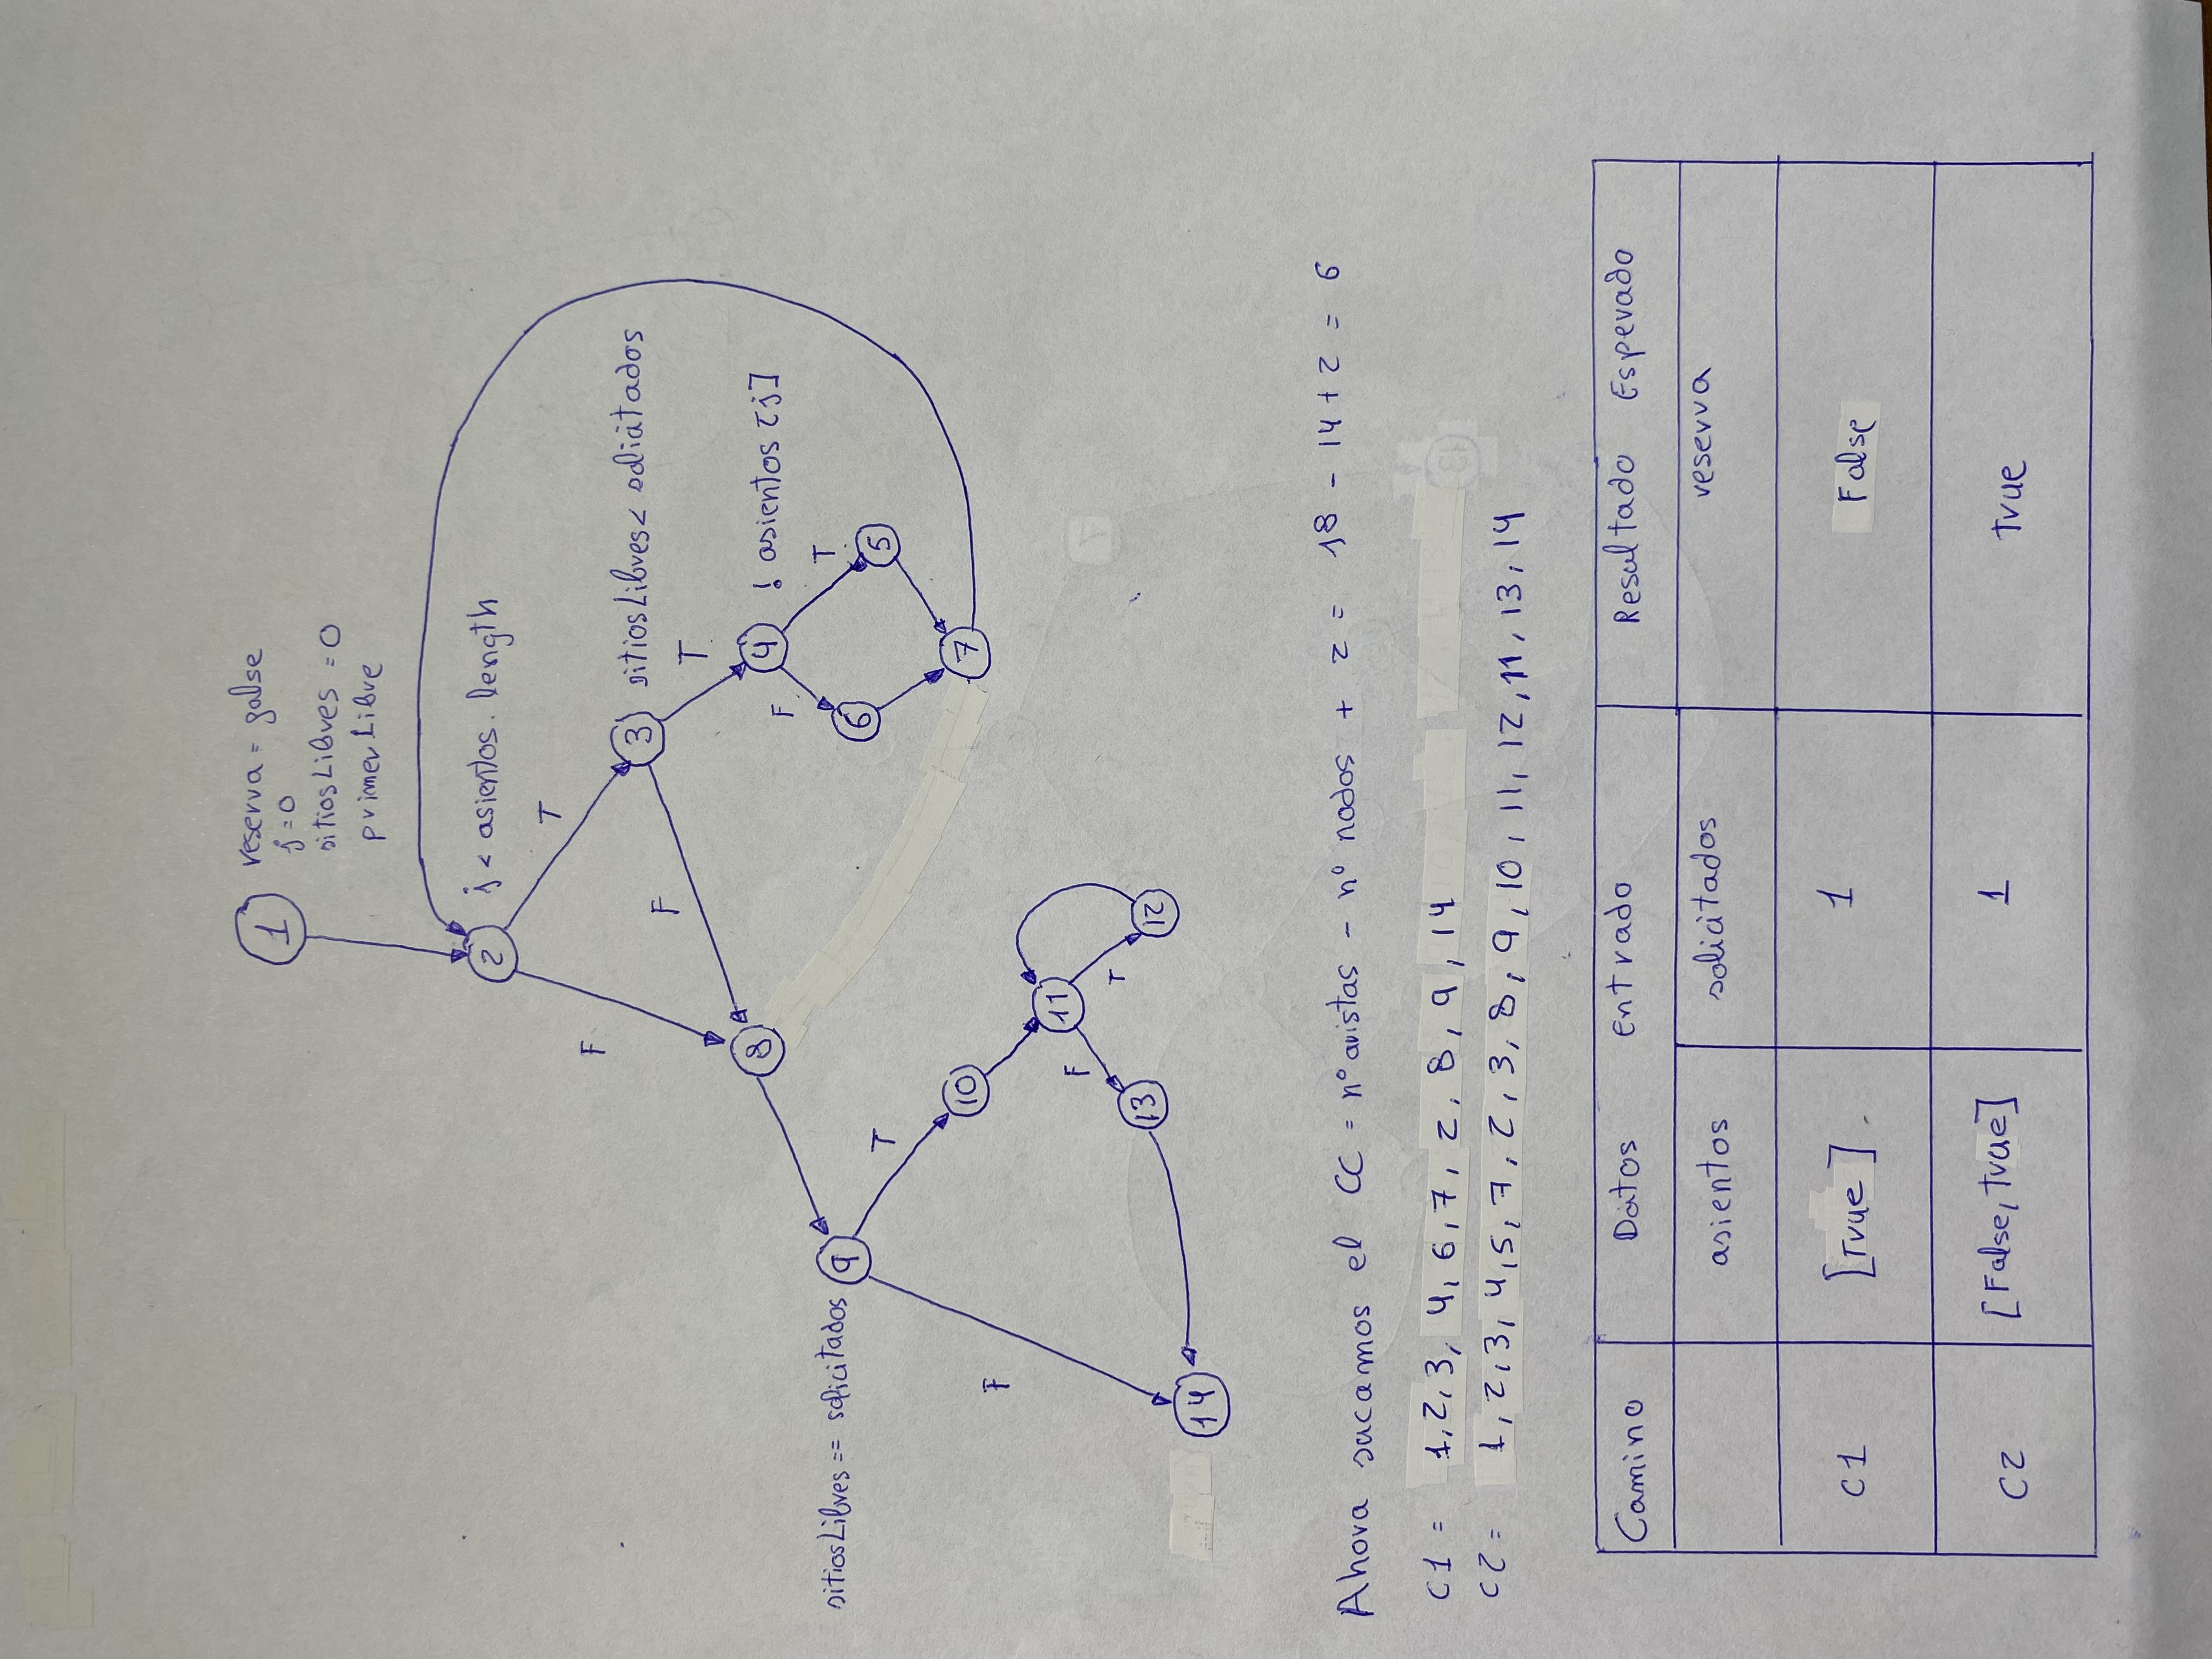 1 reserva = false
j=0
sitiosLibres = 0
primerLibre
2 j < asientos.length
T
F
3 sitiosLibres < solicitados
F
T
8
4 ! asientos [j]
F
T
sitiosLibres == solicitados 9
6
5
T
10
7
F
11
F
T
13
12
14
Ahora sacamos el CC = nº aristas - nº nodos + 2 = 18 - 14 + 2 = 6
C1 = 1, 2, 3, 4, 6, 7, 2, 8, 9, 14
C2 = 1, 2, 3, 4, 5, 7, 2, 3, 8, 9, 10, 11, 12, 11, 13, 14
Camino Datos Entrado Resultado Esperado
asientos solicitados reserva
C1 [True] 1 False
C2 [False, true] 1 true